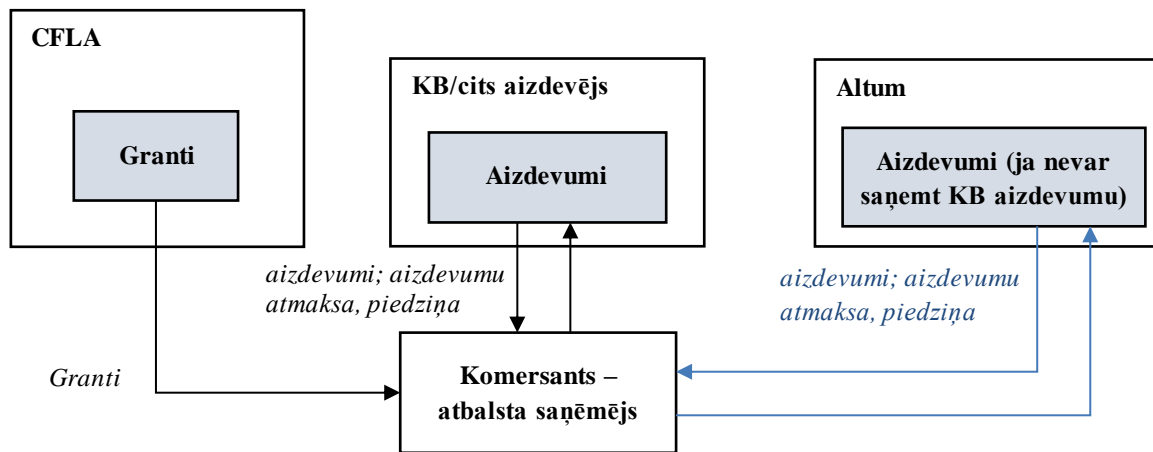 CFLA
Granti
KB/cits aizdevējs
Aizdevumi
Altum
Aizdevumi (ja nevar
saņemt KB aizdevumu)
aizdevumi; aizdevumu
atmaksa, piedziņa
aizdevumi; aizdevumu
atmaksa, piedziņa
Granti
Komersants –
atbalsta saņēmējs